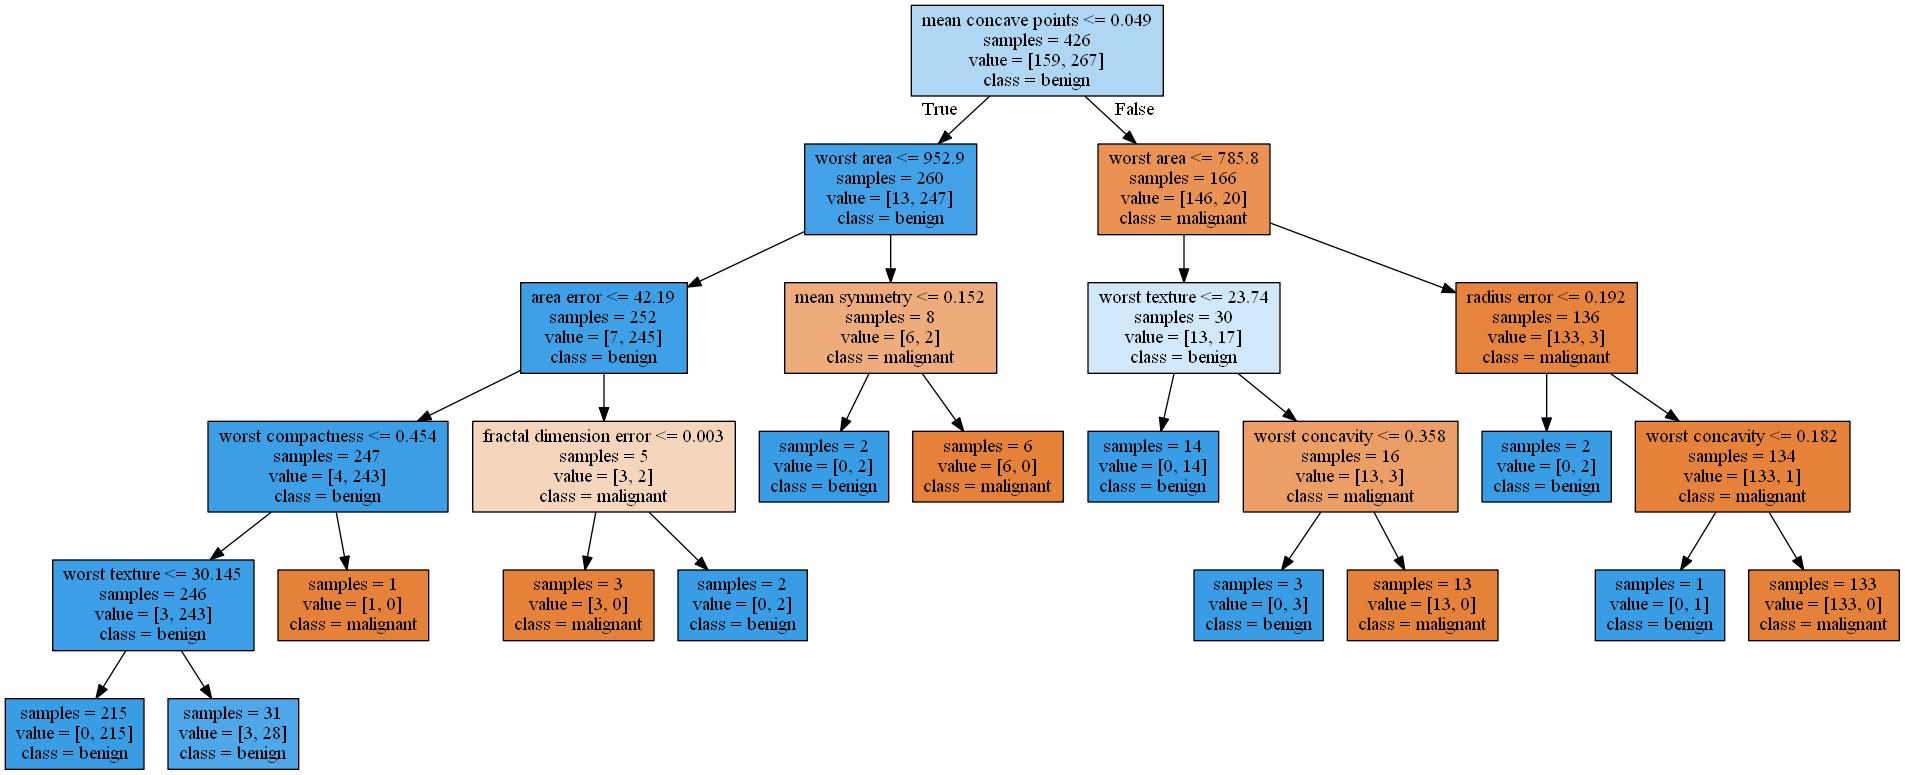 mean concave points <= 0.049
samples = 426
value = [159, 267]
class = benign
True
False
worst area <= 952.9
samples = 260
value = [13, 247]
class = benign
worst area <= 785.8
samples = 166
value = [146, 20]
class = malignant
area error <= 42.19
samples = 252
value = [7, 245]
class = benign
mean symmetry <= 0.152
samples = 8
value = [6, 2]
class = malignant
worst texture <= 23.74
samples = 30
value = [13, 17]
class = benign
radius error <= 0.192
samples = 136
value = [133, 3]
class = malignant
worst compactness <= 0.454
samples = 247
value = [4, 243]
class = benign
fractal dimension error <= 0.003
samples = 5
value = [3, 2]
class = malignant
samples = 2
value = [0, 2]
class = benign
samples = 6
value = [6, 0]
class = malignant
samples = 14
value = [0, 14]
class = benign
worst concavity <= 0.358
samples = 16
value = [13, 3]
class = malignant
samples = 2
value = [0, 2]
class = benign
worst concavity <= 0.182
samples = 134
value = [133, 1]
class = malignant
worst texture <= 30.145
samples = 246
value = [3, 243]
class = benign
samples = 1
value = [1, 0]
class = malignant
samples = 3
value = [3, 0]
class = malignant
samples = 2
value = [0, 2]
class = benign
samples = 3
value = [0, 3]
class = benign
samples = 13
value = [13, 0]
class = malignant
samples = 1
value = [0, 1]
class = benign
samples = 133
value = [133, 0]
class = malignant
samples = 215
value = [0, 215]
class = benign
samples = 31
value = [3, 28]
class = benign